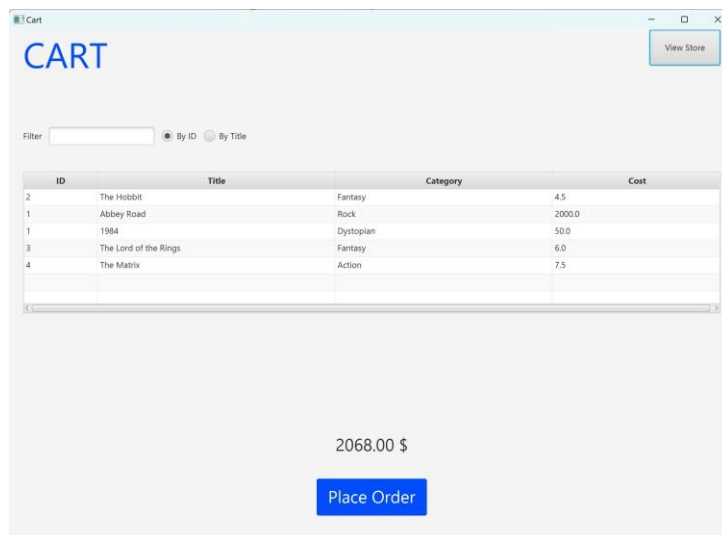 Cart
CART
View Store
Filter By ID By Title
ID Title Category Cost
2 The Hobbit Fantasy 4.5
1 Abbey Road Rock 2000.0
1 1984 Dystopian 50.0
3 The Lord of the Rings Fantasy 6.0
4 The Matrix Action 7.5
2068.00 $
Place Order